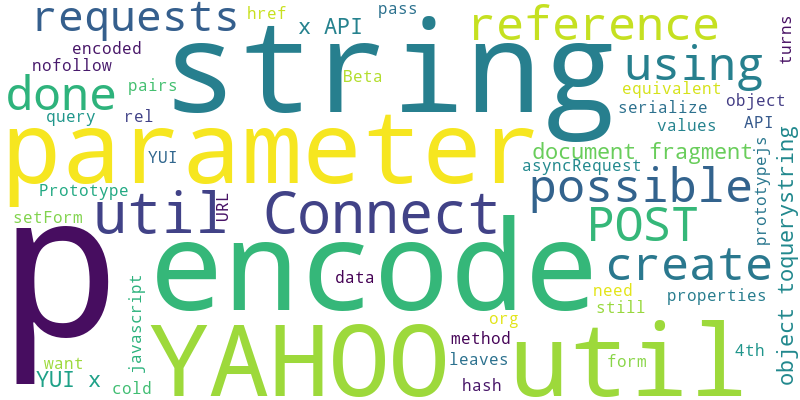 requests
href
pass
x API
reference
turns
encoded
nofollow
string
Beta
using
done
pairs
equivalent
query
rel
serialize
object
values
API
parameter
YUI
document fragment
asyncRequest
prototypejs
Prototype
possible
setForm
util
URL
Connect
POST
object toquerystring
p
encode
create
data
need
properties
still
javascript
org
YAHOO
util
method
4th
want
leaves
form
YUI x
cold
hash